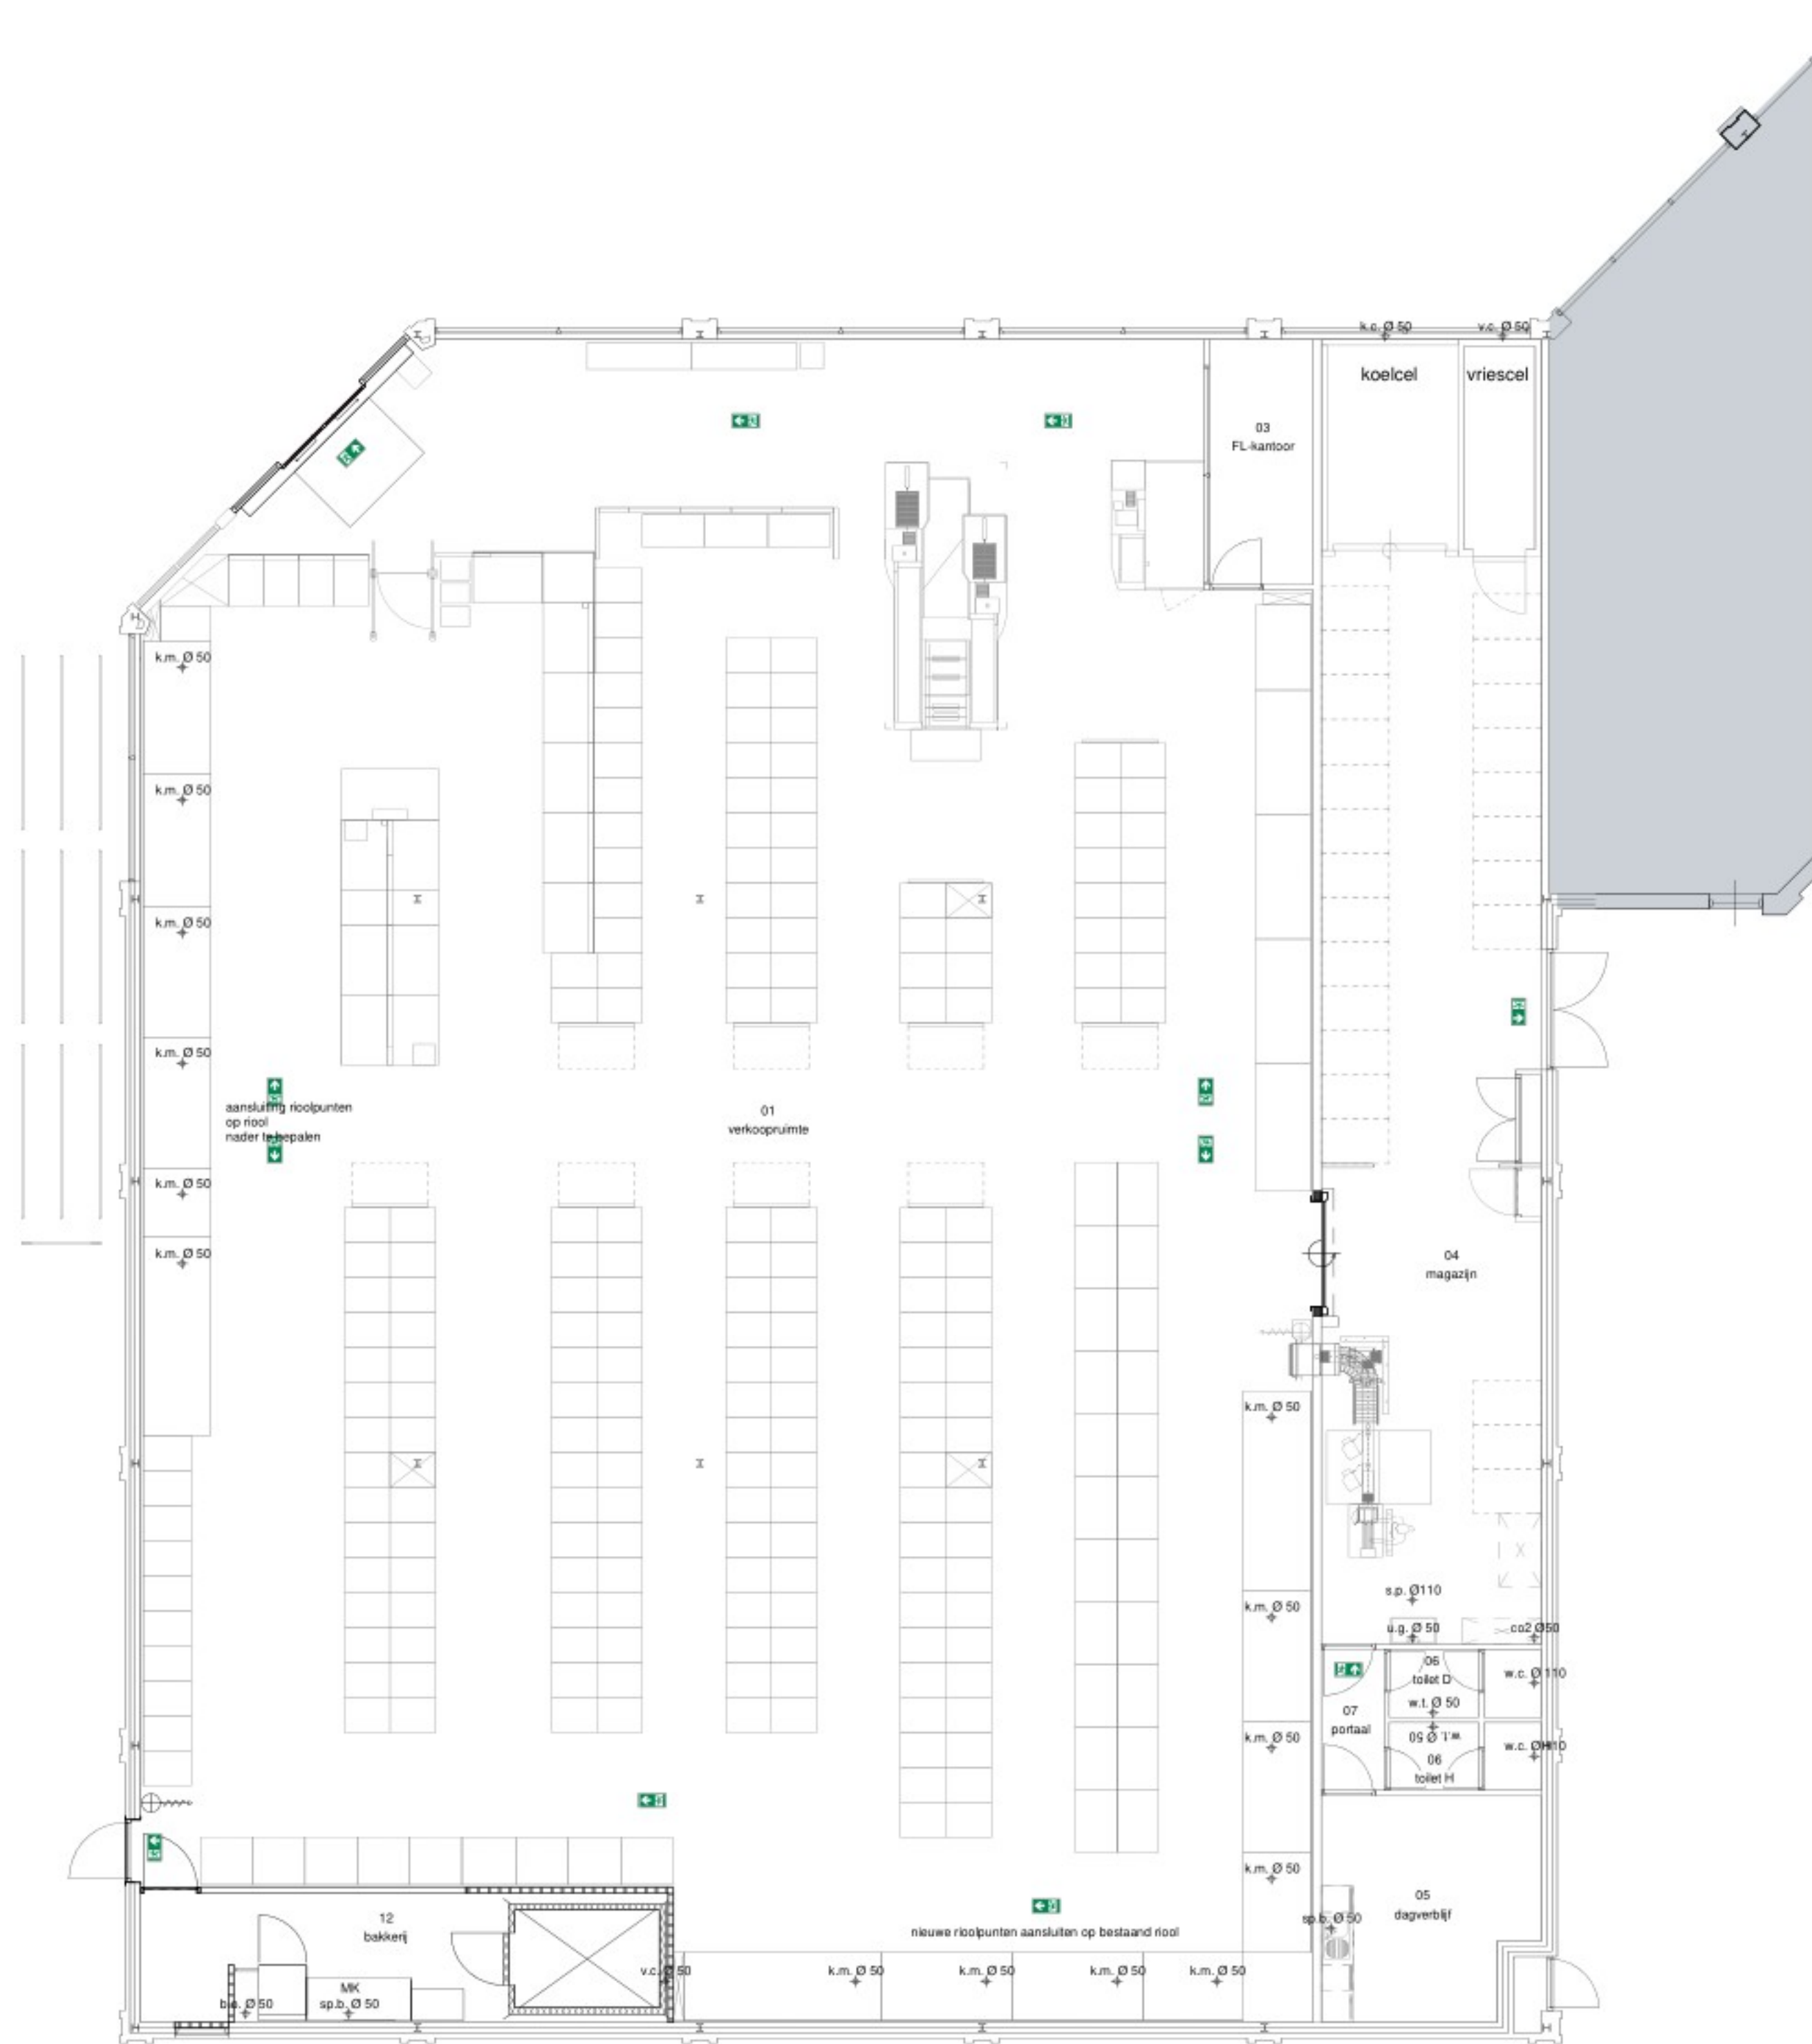 k.c. Ø 50
v.c. Ø 50
koelcel
vriescel
03
FL-kantoor
k.m. Ø 50
k.m. Ø 50
k.m. Ø 50
k.m. Ø 50
aansluiting rioolpunten
op riool
nader te bepalen
01
verkoopruimte
k.m. Ø 50
k.m. Ø 50
04
magazijn
k.m. Ø 50
k.m. Ø 50
k.m. Ø 50
k.m. Ø 50
s.p. Ø110
u.g. Ø 50
co2 Ø50
06
toilet D
w.c. Ø 110
w.t. Ø 50
07
portaal
w.t. Ø 50
w.c. Ø 110
06
toilet H
05
dagverblijf
sp.b. Ø 50
12
bakkerij
nieuwe rioolpunten aansluiten op bestaand riool
v.c. Ø 50
k.m. Ø 50
k.m. Ø 50
k.m. Ø 50
k.m. Ø 50
MK
sp.b. Ø 50
Ø 50